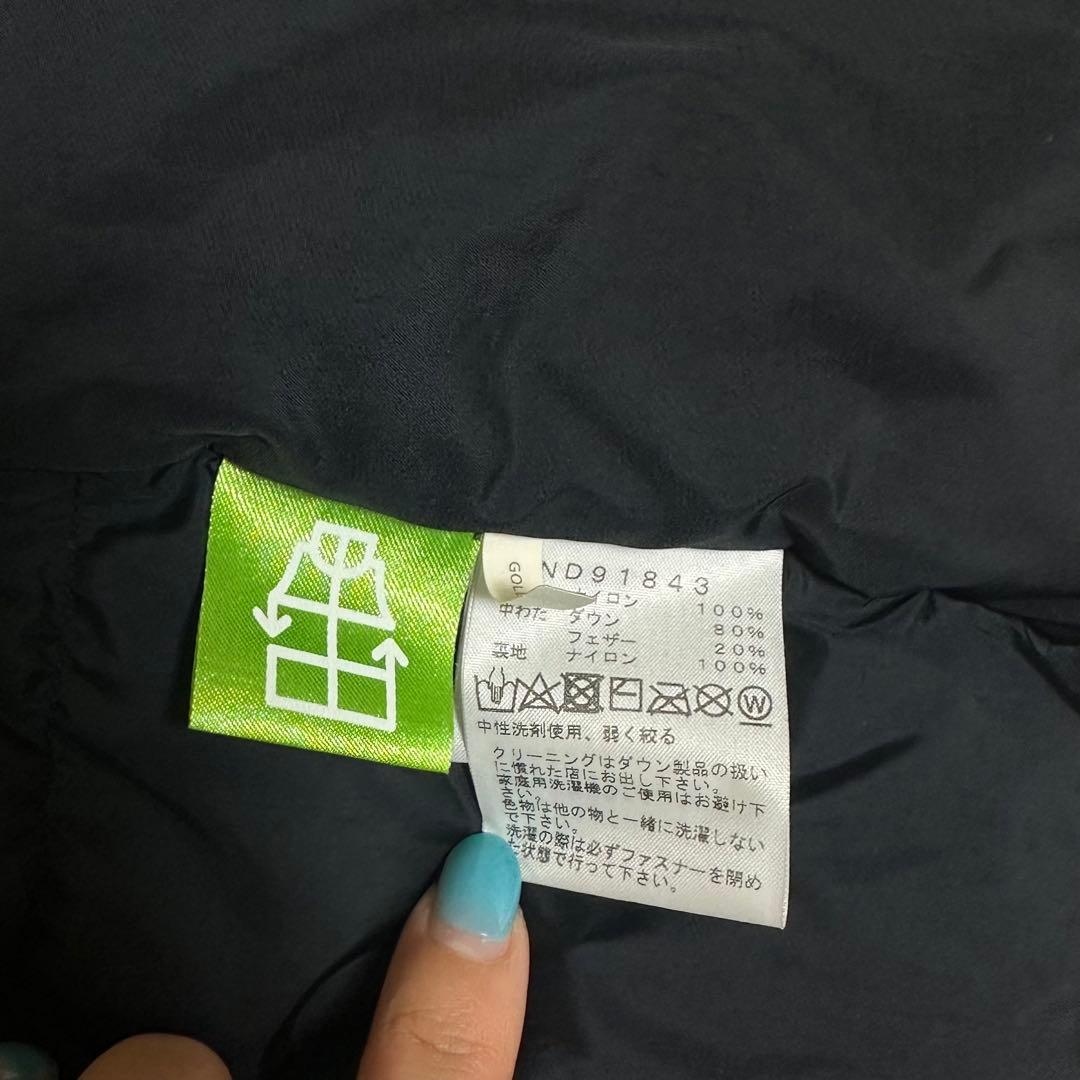 GOL
ND91843
ナイロン 100%
中わた ダウン 80%
フェザー 20%
裏地 ナイロン 100%
W
中性洗剤使用、弱く絞る
クリーニングはダウン製品の扱い
に慣れた店にお出し下さい。
家庭用洗濯機のご使用はお避け下
さい。
色物は他の物と一緒に洗濯しない
で下さい。
洗濯の際は必ずファスナーを閉め
た状態で行って下さい。